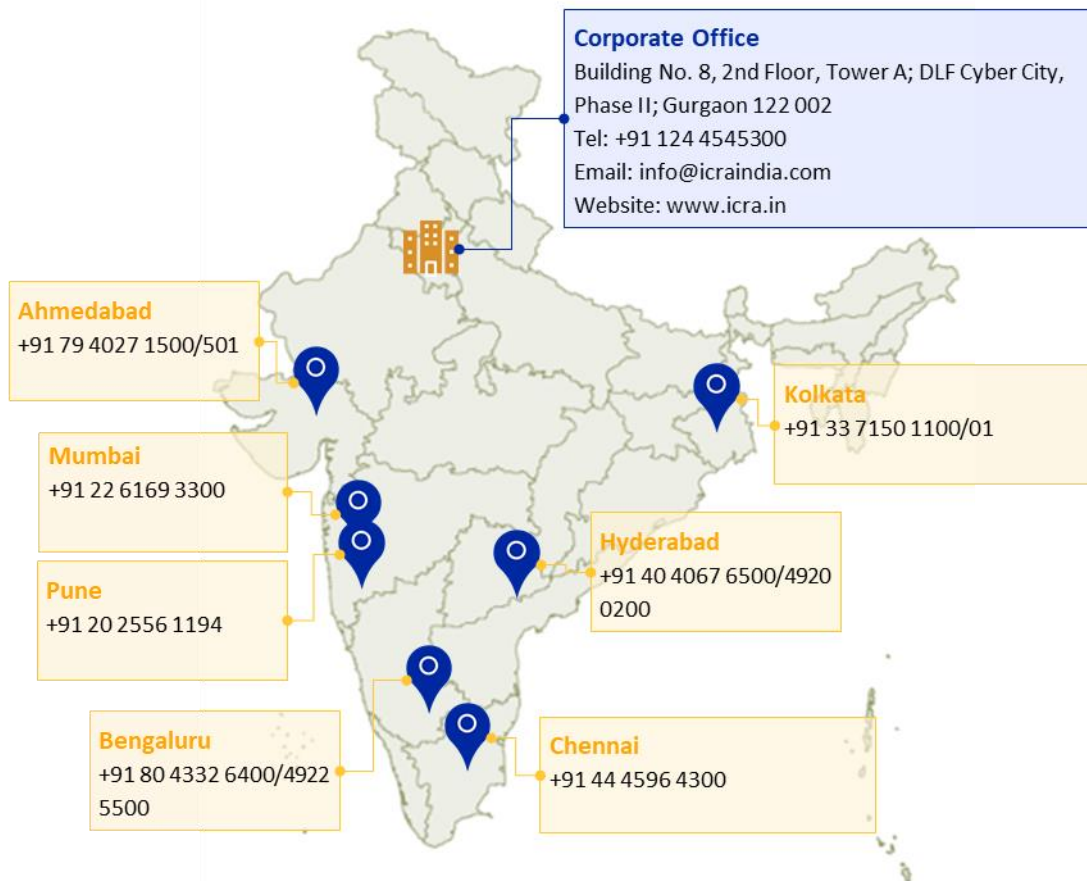 Corporate Office
Building No. 8, 2nd Floor, Tower A; DLF Cyber City,
Phase II; Gurgaon 122 002
Tel: +91 124 4545300
Email: info@icraindia.com
Website: www.icra.in
Ahmedabad
+91 79 4027 1500/501
Kolkata
+91 33 7150 1100/01
Mumbai
+91 22 6169 3300
Hyderabad
+91 40 4067 6500/4920
0200
Pune
+91 20 2556 1194
Bengaluru
+91 80 4332 6400/4922
5500
Chennai
+91 44 4596 4300